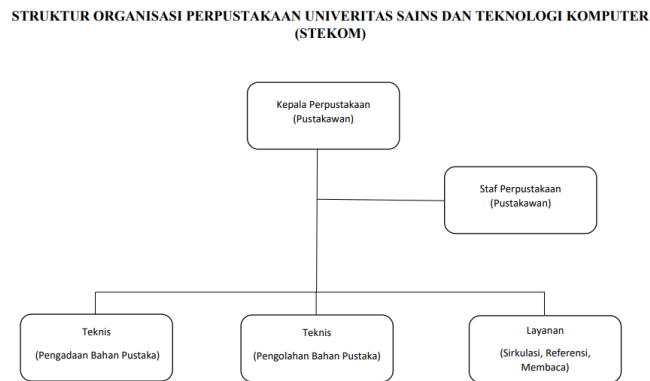 STRUKTUR ORGANISASI PERPUSTAKAAN UNIVERITAS SAINS DAN TEKNOLOGI KOMPUTER
(STEKOM)
Kepala Perpustakaan
(Pustakawan)
Staf Perpustakaan
(Pustakawan)
Teknis
(Pengadaan Bahan Pustaka)
Teknis
(Pengolahan Bahan Pustaka)
Layanan
(Sirkulasi, Referensi,
Membaca)